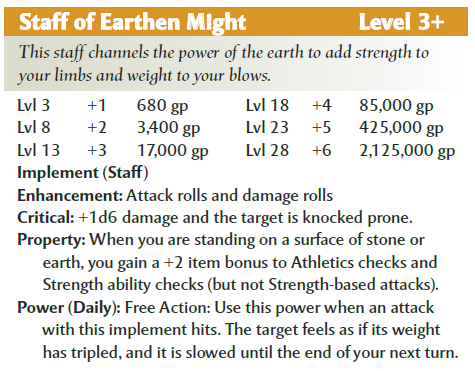 Staff of Earthen Might Level 3+
This staff channels the power of the earth to add strength to
your limbs and weight to your blows.
Lvl 3 +1 680 gp Lvl 18 +4 85,000 gp
Lvl 8 +2 3,400 gp Lvl 23 +5 425,000 gp
Lvl 13 +3 17,000 gp Lvl 28 +6 2,125,000 gp
Implement (Staff)
Enhancement: Attack rolls and damage rolls
Critical: +1d6 damage and the target is knocked prone.
Property: When you are standing on a surface of stone or
earth, you gain a +2 item bonus to Athletics checks and
Strength ability checks (but not Strength-based attacks).
Power (Daily): Free Action: Use this power when an attack
with this implement hits. The target feels as if its weight
has tripled, and it is slowed until the end of your next turn.